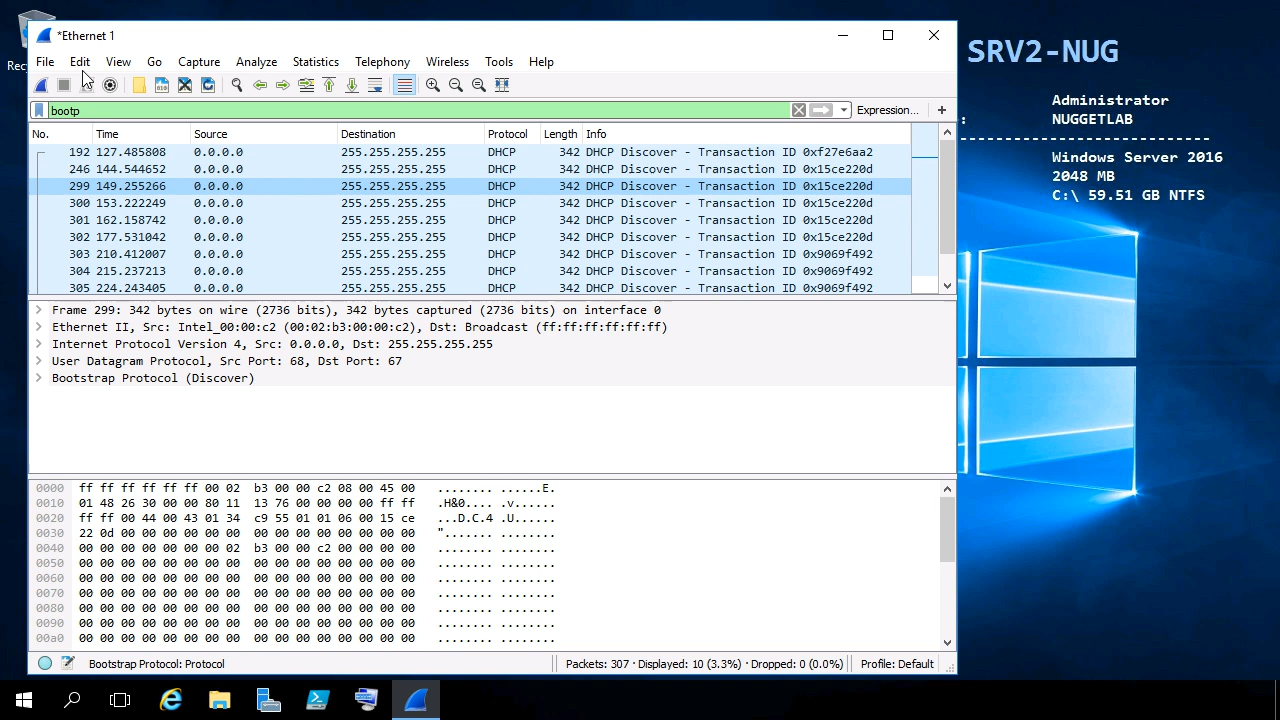 Recy
SRV2-NUG
Administrator
: NUGGETLAB
--------------------------
Windows Server 2016
2048 MB
C:\ 59.51 GB NTFS
*Ethernet 1
File Edit View Go Capture Analyze Statistics Telephony Wireless Tools Help
bootp Expression... +
No. Time Source Destination Protocol Length Info
192 127.485808 0.0.0.0 255.255.255.255 DHCP 342 DHCP Discover - Transaction ID 0xf27e6aa2
246 144.544652 0.0.0.0 255.255.255.255 DHCP 342 DHCP Discover - Transaction ID 0x15ce220d
299 149.255266 0.0.0.0 255.255.255.255 DHCP 342 DHCP Discover - Transaction ID 0x15ce220d
300 153.222249 0.0.0.0 255.255.255.255 DHCP 342 DHCP Discover - Transaction ID 0x15ce220d
301 162.158742 0.0.0.0 255.255.255.255 DHCP 342 DHCP Discover - Transaction ID 0x15ce220d
302 177.531042 0.0.0.0 255.255.255.255 DHCP 342 DHCP Discover - Transaction ID 0x15ce220d
303 210.412007 0.0.0.0 255.255.255.255 DHCP 342 DHCP Discover - Transaction ID 0x9069f492
304 215.237213 0.0.0.0 255.255.255.255 DHCP 342 DHCP Discover - Transaction ID 0x9069f492
305 224.243405 0.0.0.0 255.255.255.255 DHCP 342 DHCP Discover - Transaction ID 0x9069f492
Frame 299: 342 bytes on wire (2736 bits), 342 bytes captured (2736 bits) on interface 0
Ethernet II, Src: Intel_00:00:c2 (00:02:b3:00:00:c2), Dst: Broadcast (ff:ff:ff:ff:ff:ff)
Internet Protocol Version 4, Src: 0.0.0.0, Dst: 255.255.255.255
User Datagram Protocol, Src Port: 68, Dst Port: 67
Bootstrap Protocol (Discover)
0000 ff ff ff ff ff ff 00 02 b3 00 00 c2 08 00 45 00 ........ ......E.
0010 01 48 26 30 00 00 80 11 13 76 00 00 00 00 ff ff .H&0.... .v......
0020 ff ff 00 44 00 43 01 34 c9 55 01 01 06 00 15 ce ...D.C.4 .U......
0030 22 0d 00 00 00 00 00 00 00 00 00 00 00 00 00 00 "....... ........
0040 00 00 00 00 00 00 00 02 b3 00 00 c2 00 00 00 00 ........ ........
0050 00 00 00 00 00 00 00 00 00 00 00 00 00 00 00 00 ........ ........
0060 00 00 00 00 00 00 00 00 00 00 00 00 00 00 00 00 ........ ........
0070 00 00 00 00 00 00 00 00 00 00 00 00 00 00 00 00 ........ ........
0080 00 00 00 00 00 00 00 00 00 00 00 00 00 00 00 00 ........ ........
0090 00 00 00 00 00 00 00 00 00 00 00 00 00 00 00 00 ........ ........
00a0 00 00 00 00 00 00 00 00 00 00 00 00 00 00 00 00 ........ ........
Bootstrap Protocol: Protocol Packets: 307 · Displayed: 10 (3.3%) · Dropped: 0 (0.0%) Profile: Default